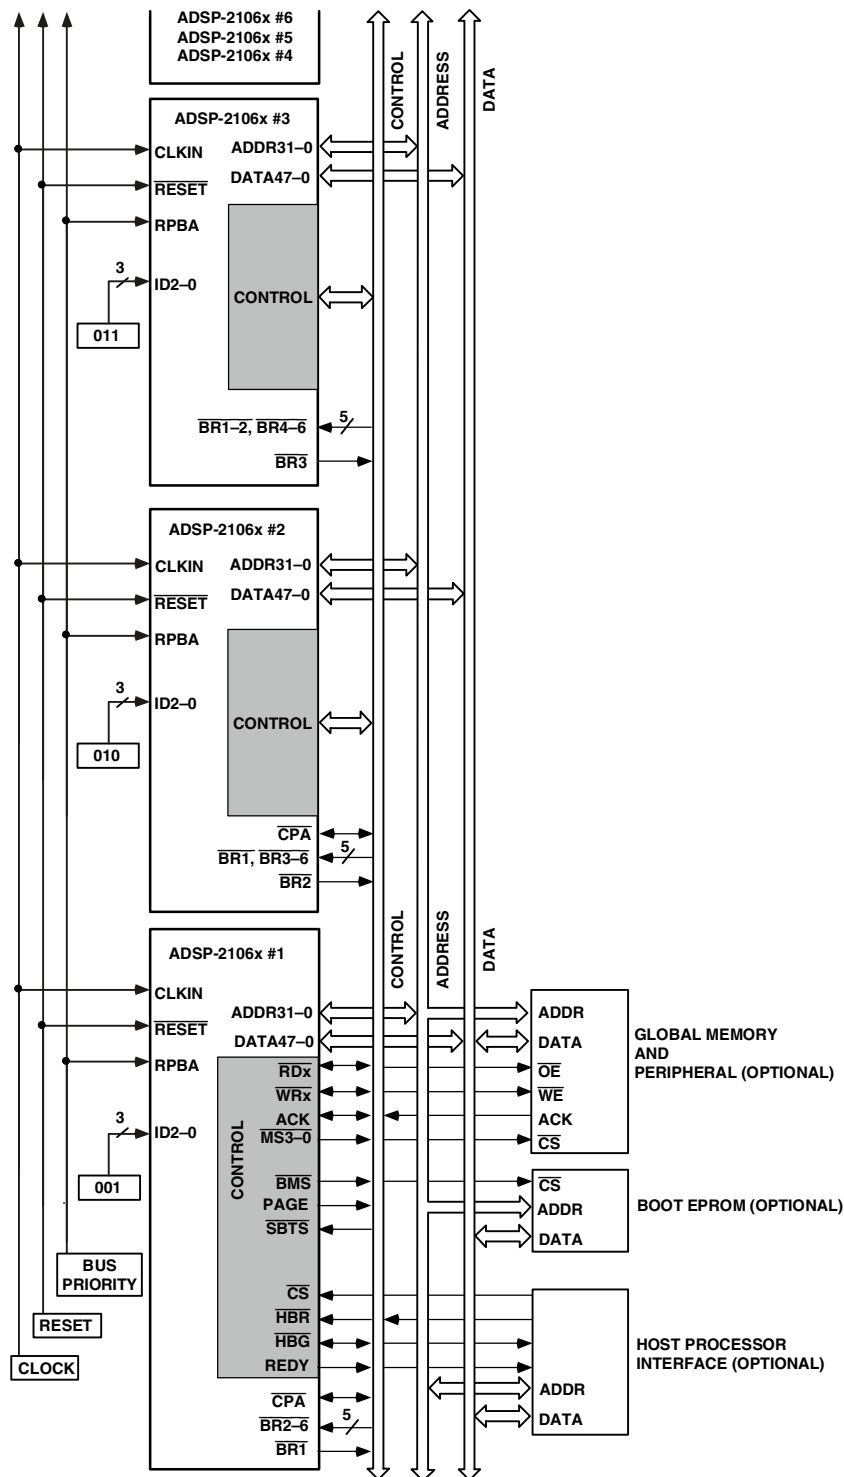 ADSP-2106x #6
ADSP-2106x #5
ADSP-2106x #4
CONTROL
ADDRESS
DATA
ADSP-2106x #3
CLKIN
ADDR31–0
RESET
DATA47–0
RPBA
3
ID2–0
CONTROL
011
BR1–2, BR4–6
5
BR3
ADSP-2106x #2
CLKIN
ADDR31–0
RESET
DATA47–0
RPBA
3
ID2–0
CONTROL
010
CPA
BR1, BR3–6
5
BR2
CONTROL
ADDRESS
DATA
ADSP-2106x #1
CLKIN
ADDR31–0
RESET
DATA47–0
RPBA
3
ID2–0
001
CONTROL
RDx
WRx
ACK
MS3–0
BMS
PAGE
SBTS
CS
HBR
HBG
REDY
CPA
BR2–6
5
BR1
BUS
PRIORITY
RESET
CLOCK
ADDR
DATA
OE
WE
ACK
CS
GLOBAL MEMORY
AND
PERIPHERAL (OPTIONAL)
CS
ADDR
DATA
BOOT EPROM (OPTIONAL)
HOST PROCESSOR
INTERFACE (OPTIONAL)
ADDR
DATA